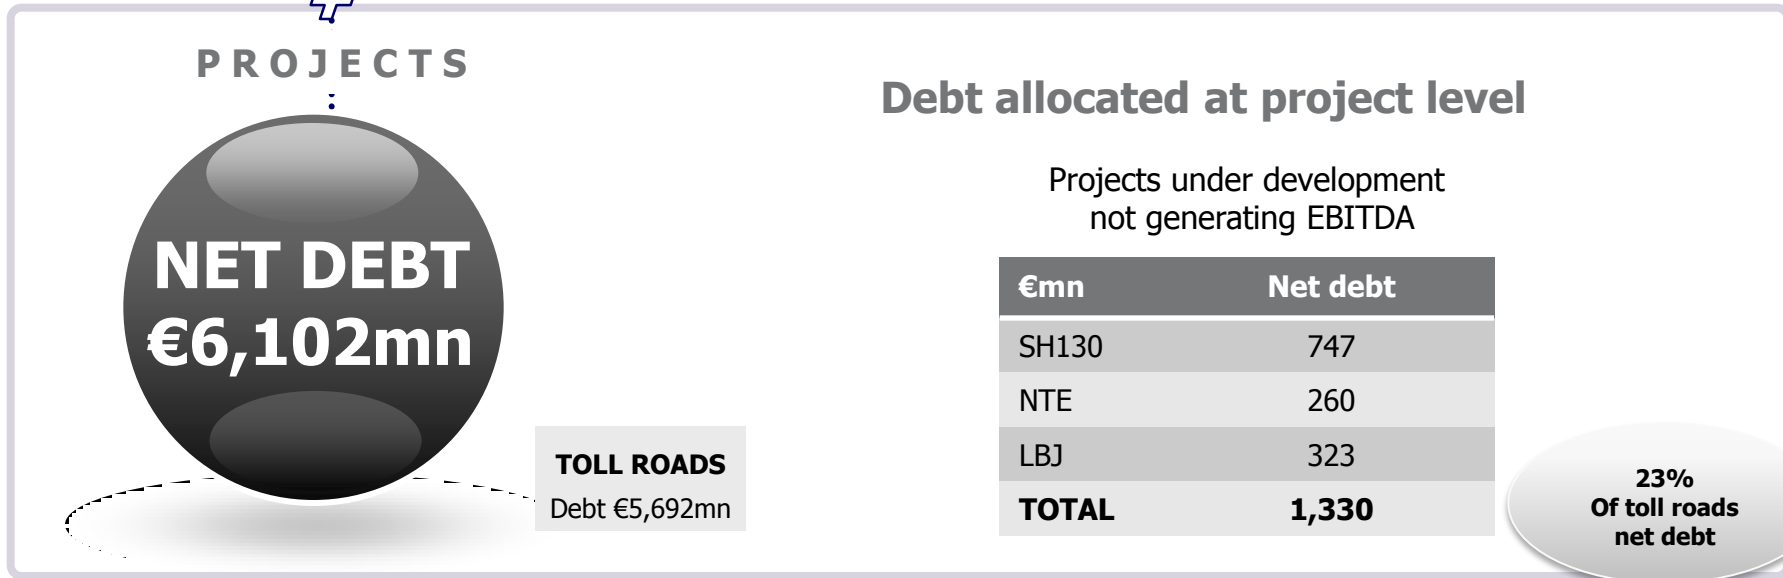 PROJECTS
NET DEBT
€6,102mn
TOLL ROADS
Debt €5,692mn
Debt allocated at project level
Projects under development
not generating EBITDA
€mn Net debt
SH130 747
NTE 260
LBJ 323
TOTAL 1,330
23%
Of toll roads
net debt